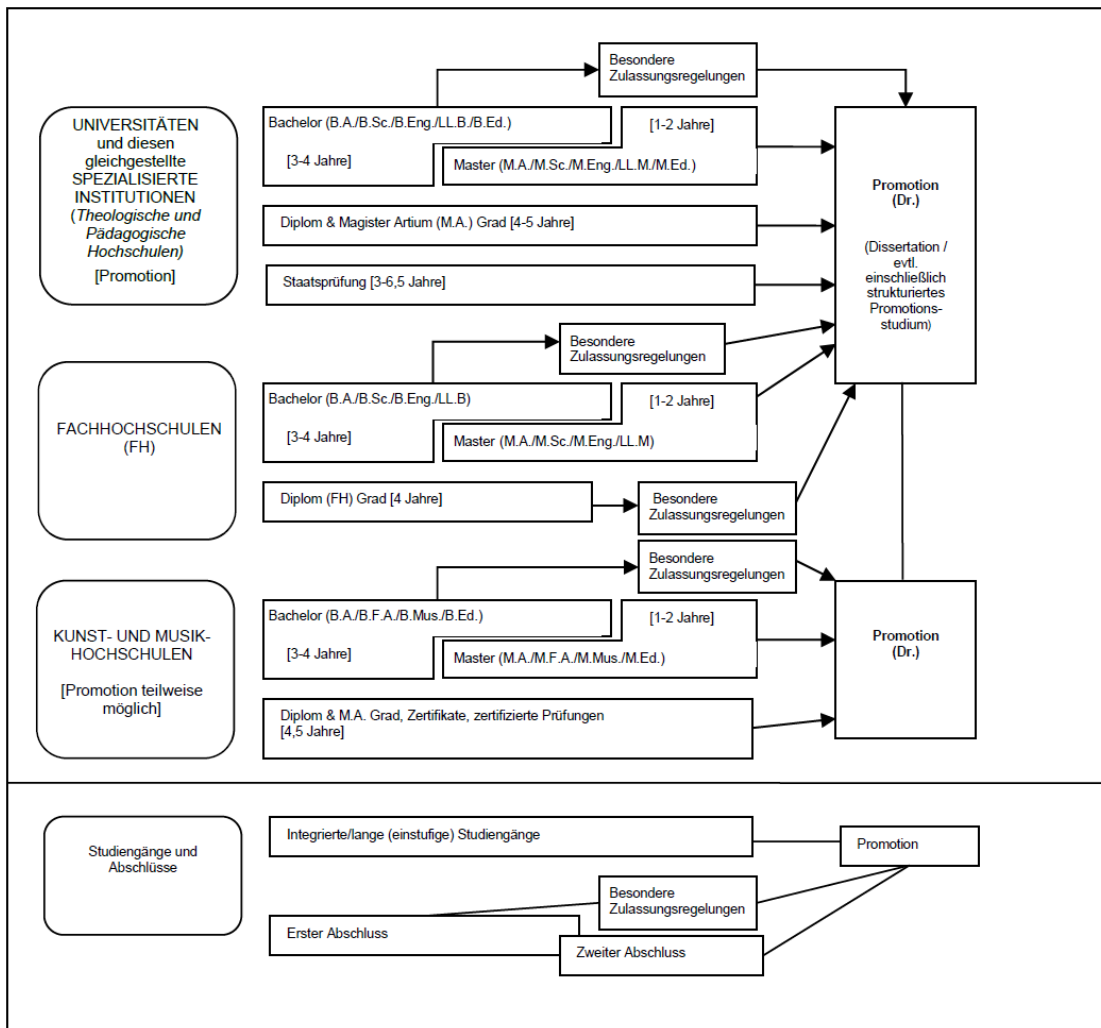 Besondere
Zulassungsregelungen
UNIVERSITÄTEN
und diesen
gleichgestellte
SPEZIALISIERTE
INSTITUTIONEN
(Theologische und
Pädagogische
Hochschulen)
[Promotion]
Bachelor (B.A./B.Sc./B.Eng./LL.B./B.Ed.)
[3-4 Jahre]
[1-2 Jahre]
Master (M.A./M.Sc./M.Eng./LL.M./M.Ed.)
Diplom & Magister Artium (M.A.) Grad [4-5 Jahre]
Staatsprüfung [3-6,5 Jahre]
Promotion
(Dr.)
(Dissertation /
evtl.
einschließlich
strukturiertes
Promotions-
studium)
Besondere
Zulassungsregelungen
FACHHOCHSCHULEN
(FH)
Bachelor (B.A./B.Sc./B.Eng./LL.B)
[3-4 Jahre]
[1-2 Jahre]
Master (M.A./M.Sc./M.Eng./LL.M)
Diplom (FH) Grad [4 Jahre]
Besondere
Zulassungsregelungen
Besondere
Zulassungsregelungen
KUNST- UND MUSIK-
HOCHSCHULEN
[Promotion teilweise
möglich]
Bachelor (B.A./B.F.A./B.Mus./B.Ed.)
[3-4 Jahre]
[1-2 Jahre]
Master (M.A./M.F.A./M.Mus./M.Ed.)
Diplom & M.A. Grad, Zertifikate, zertifizierte Prüfungen
[4,5 Jahre]
Promotion
(Dr.)
Studiengänge und
Abschlüsse
Integrierte/lange (einstufige) Studiengänge
Promotion
Besondere
Zulassungsregelungen
Erster Abschluss
Zweiter Abschluss